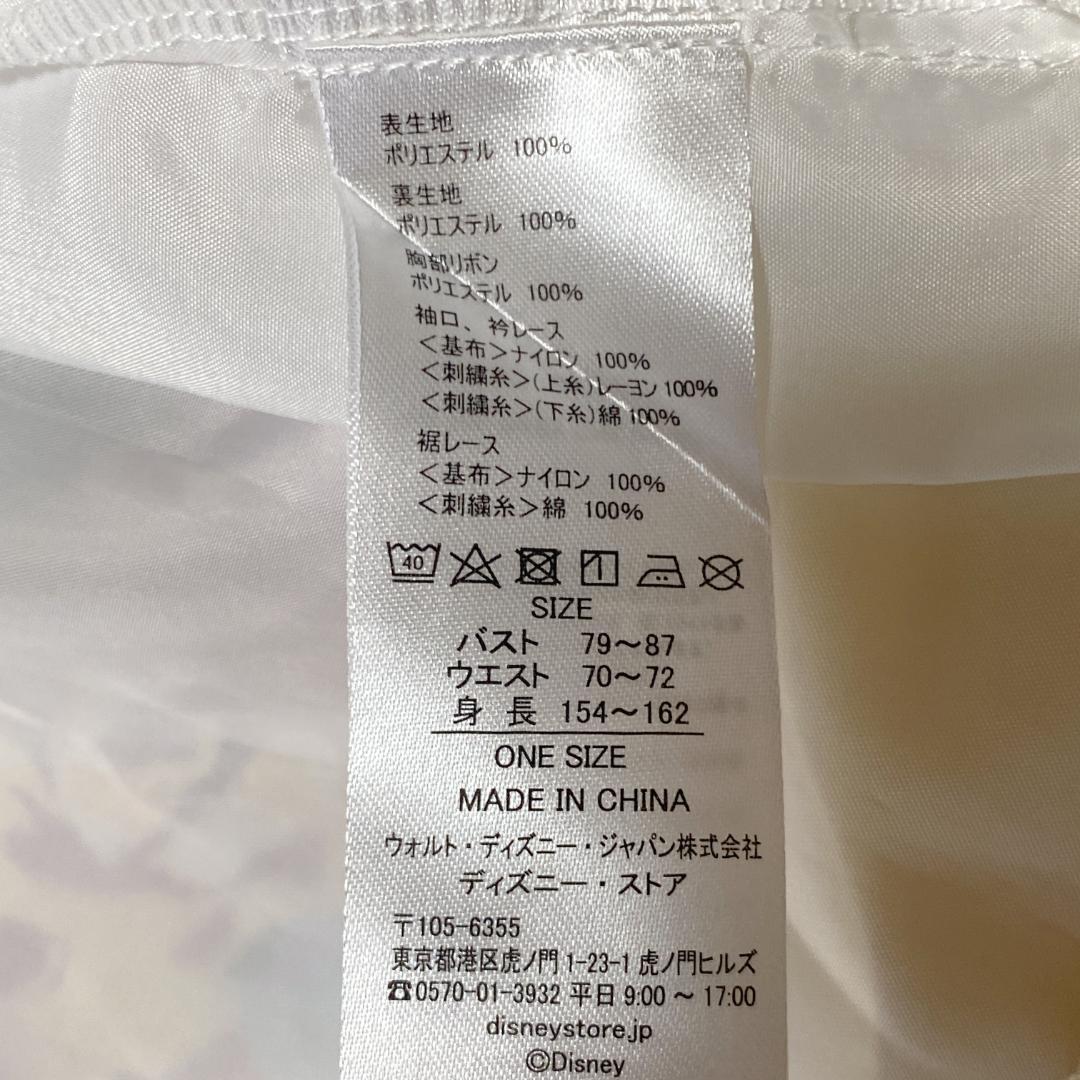 表生地
ポリエステル 100%
裏生地
ポリエステル 100%
胸部リボン
ポリエステル 100%
袖口、衿レース
＜基布＞ナイロン 100%
＜刺繍糸＞(上糸)レーヨン 100%
＜刺繍糸＞(下糸)綿 100%
裾レース
＜基布＞ナイロン 100%
＜刺繍糸＞綿 100%
40
SIZE
バスト 79～87
ウエスト 70～72
身 長 154～162
ONE SIZE
MADE IN CHINA
ウォルト・ディズニー・ジャパン株式会社
ディズニー・ストア
〒105-6355
東京都港区虎ノ門 1-23-1 虎ノ門ヒルズ
☎0570-01-3932 平日 9:00 ～ 17:00
disneystore.jp
©Disney